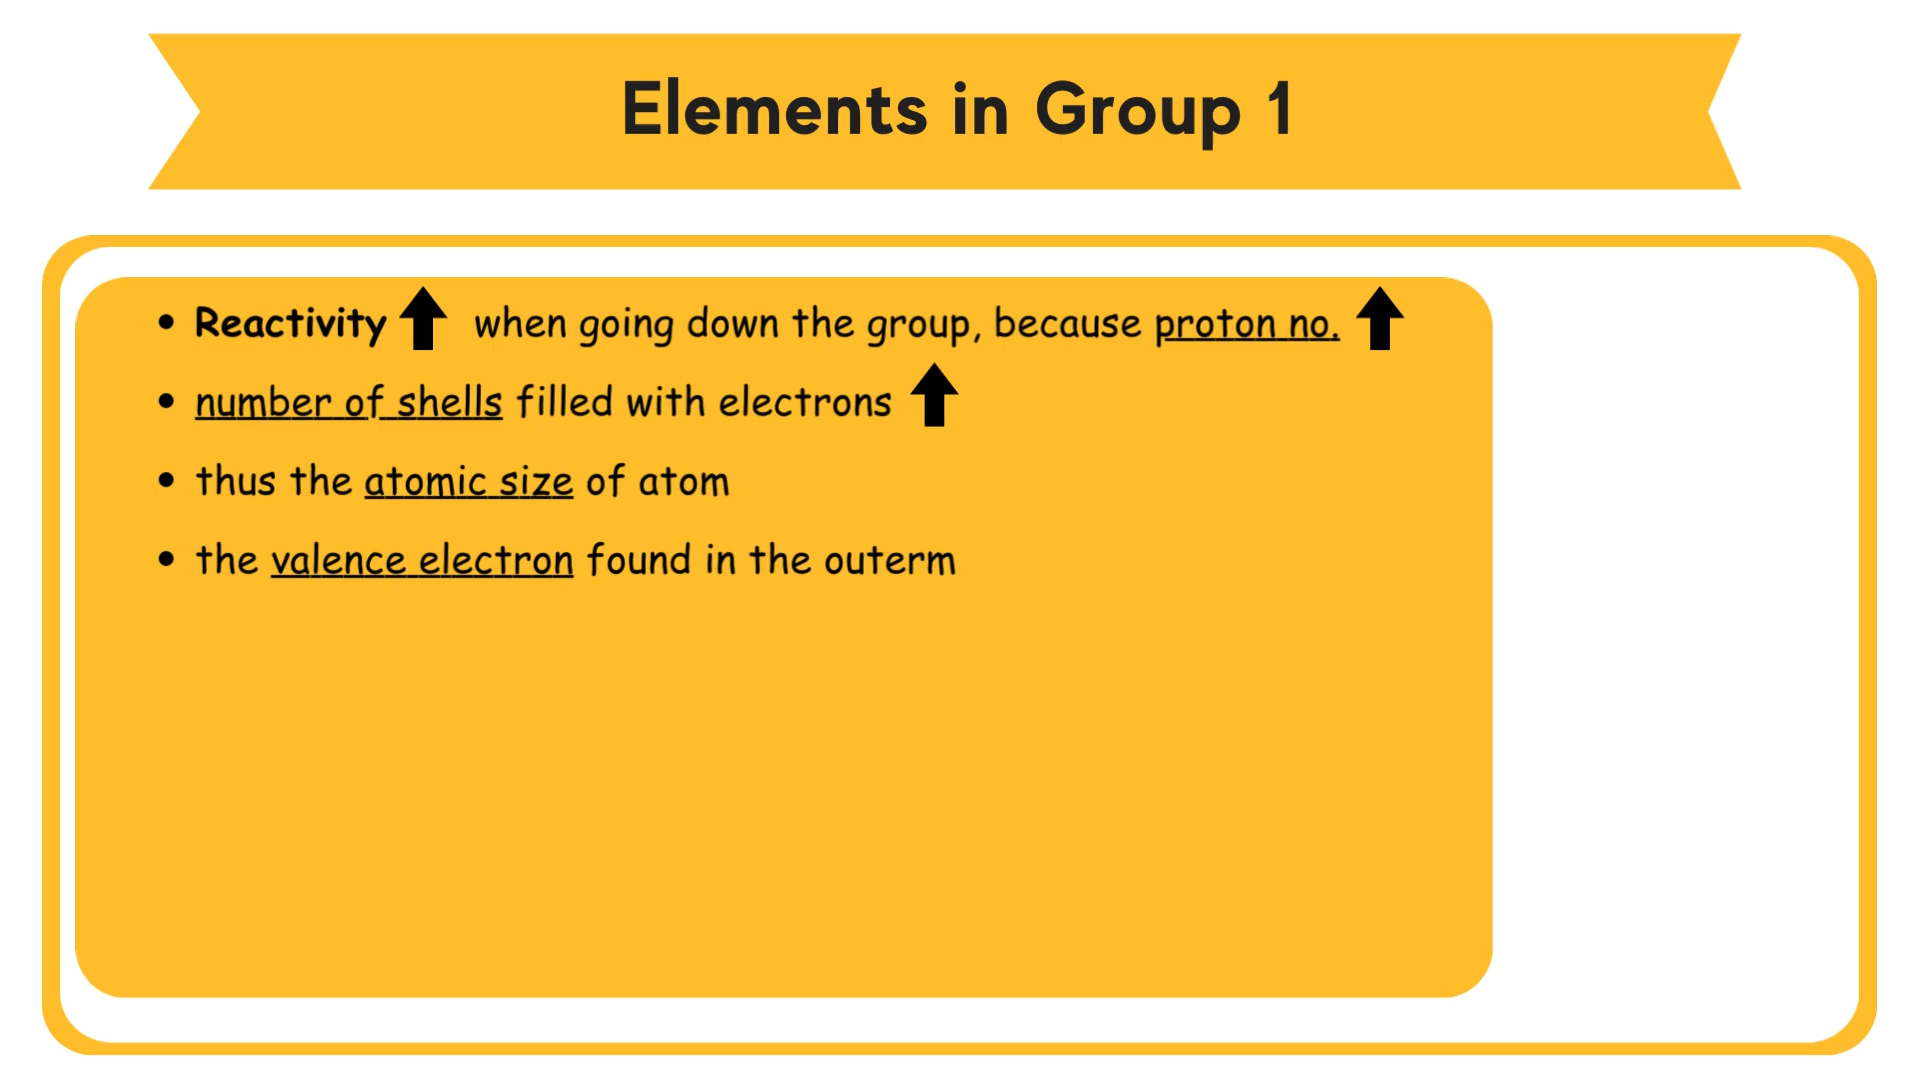 Elements in Group 1
• Reactivity ⬆ when going down the group, because proton no. ⬆
• number of shells filled with electrons ⬆
• thus the atomic size of atom
• the valence electron found in the outerm